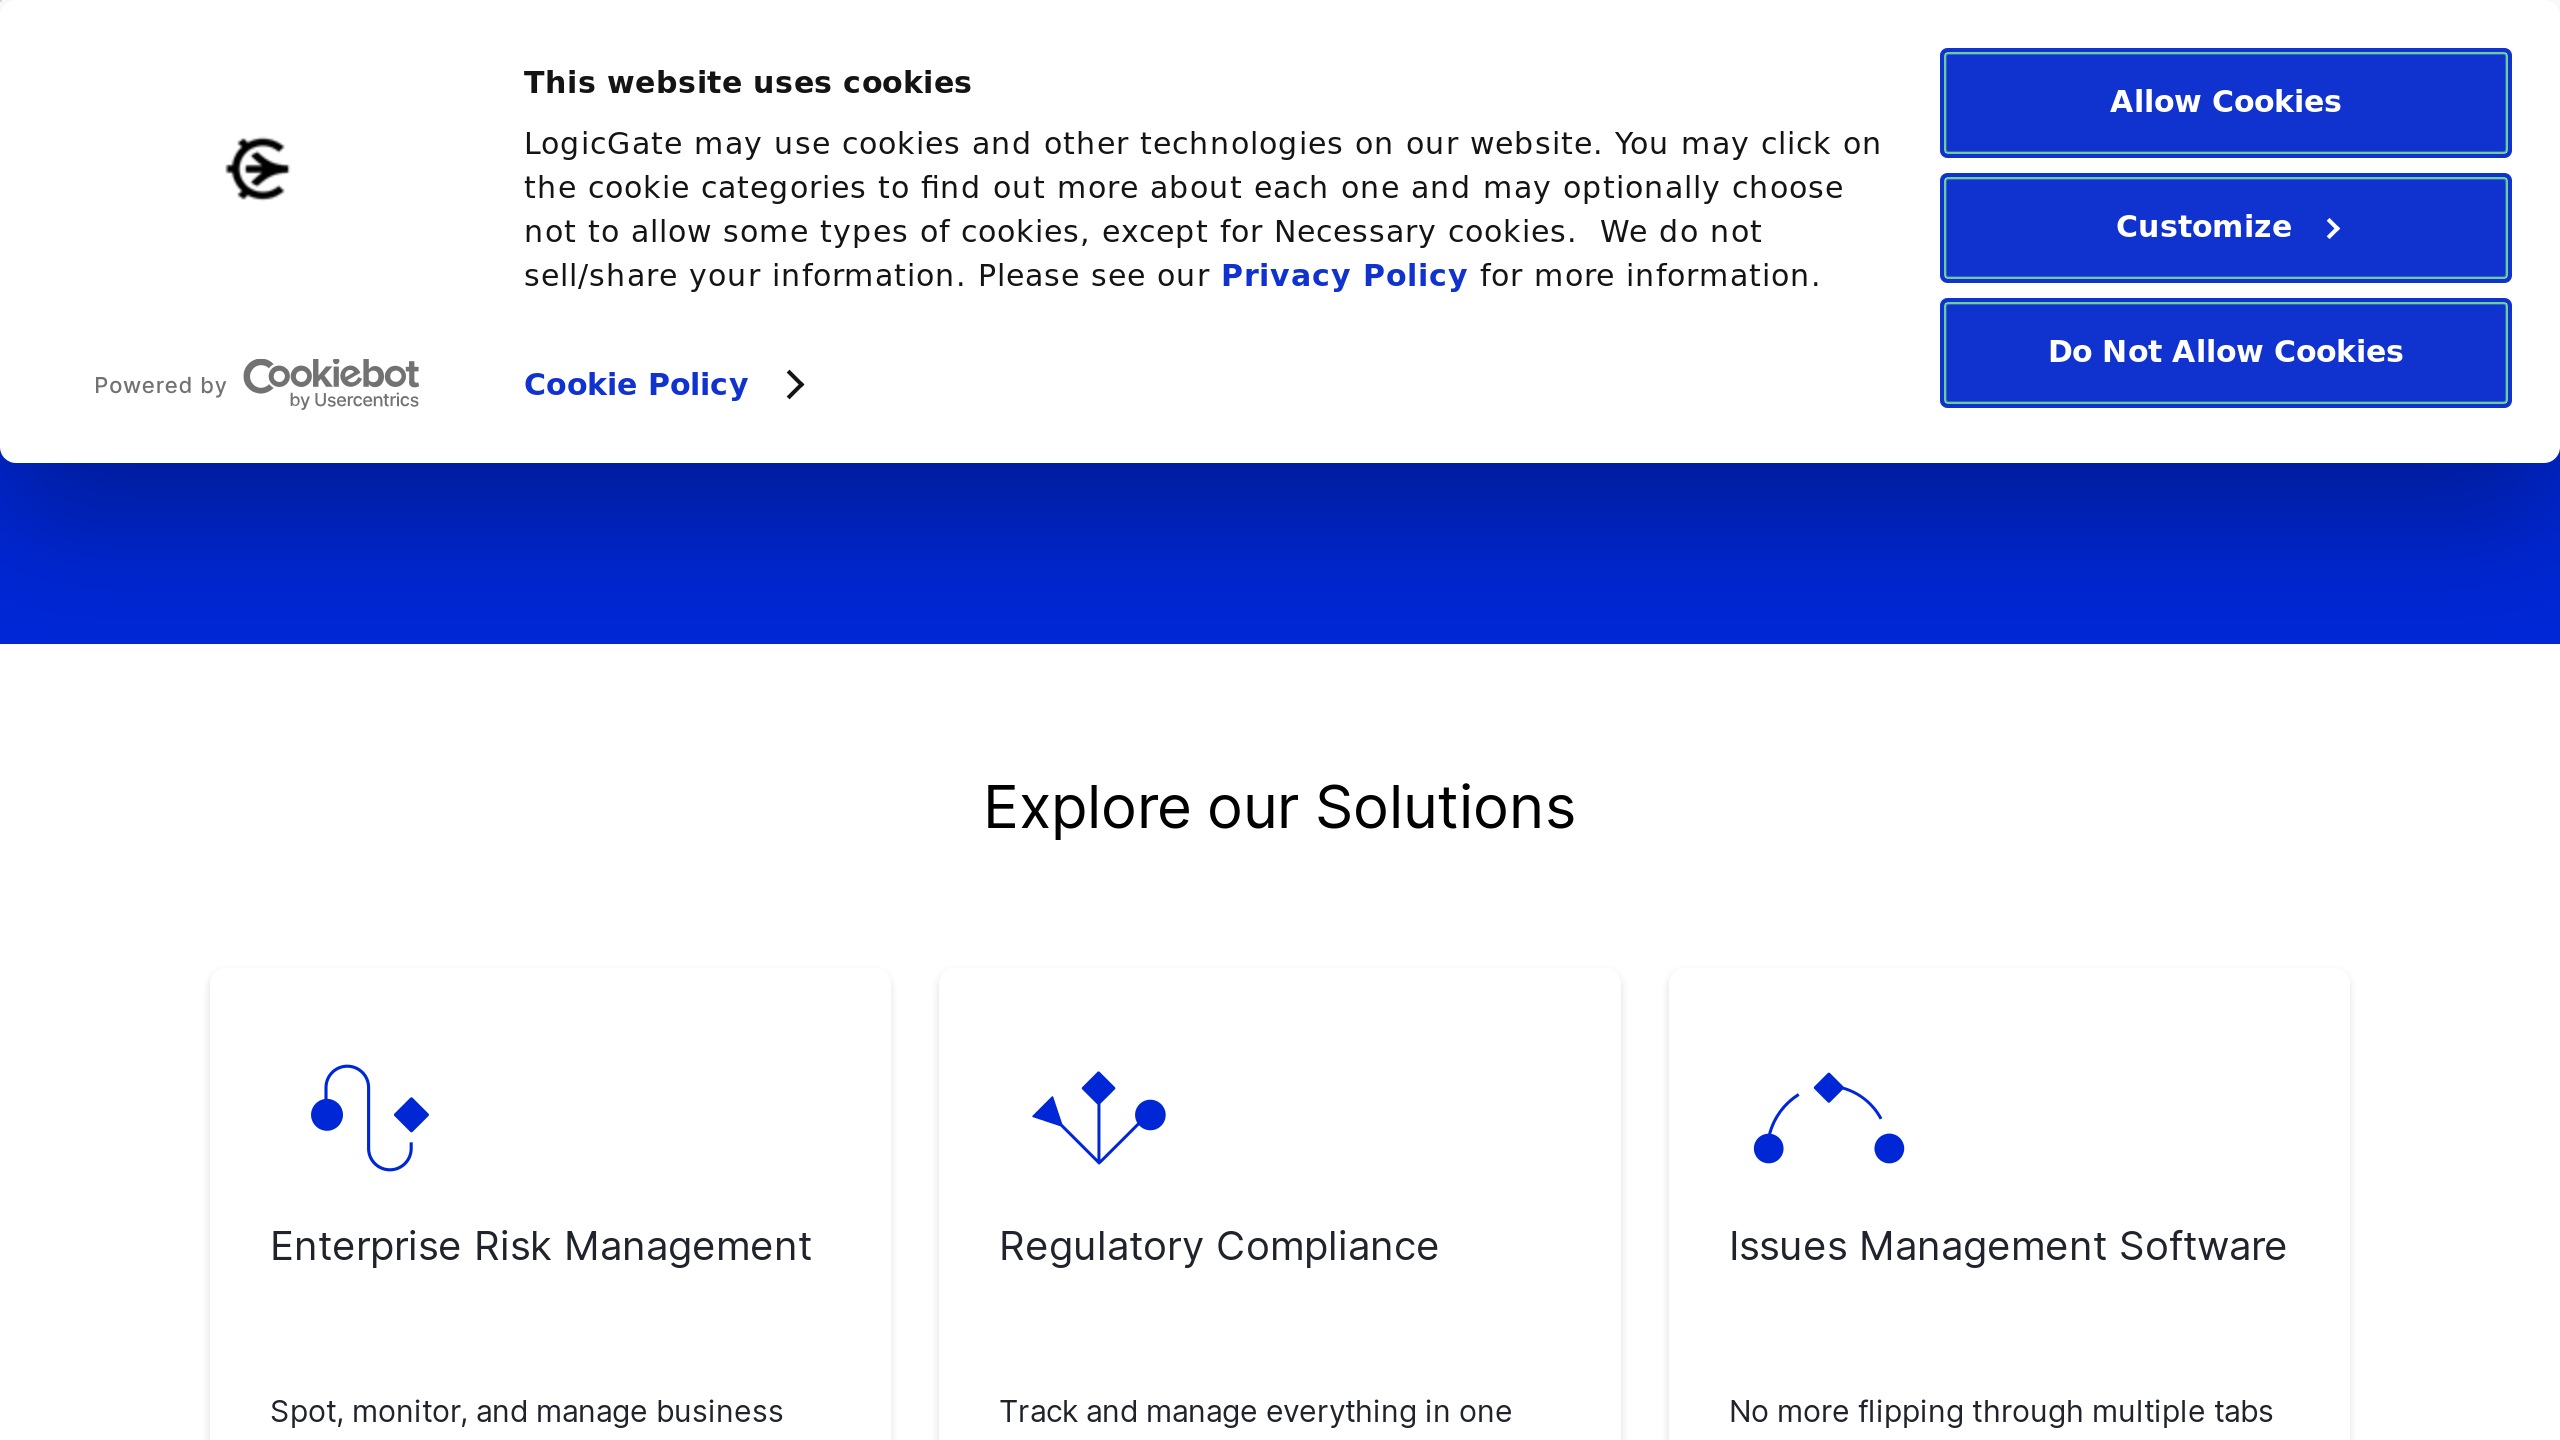 This website uses cookies
LogicGate may use cookies and other technologies on our website. You may click on
the cookie categories to find out more about each one and may optionally choose
not to allow some types of cookies, except for Necessary cookies.  We do not
sell/share your information. Please see our Privacy Policy for more information.
Powered by Cookiebot
by Usercentrics
Cookie Policy
Allow Cookies
Customize
Do Not Allow Cookies
Explore our Solutions
Enterprise Risk Management
Spot, monitor, and manage business
Regulatory Compliance
Track and manage everything in one
Issues Management Software
No more flipping through multiple tabs